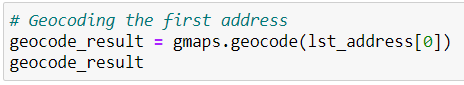 # Geocoding the first address
geocode_result = gmaps.geocode(lst_address[0])
geocode_result